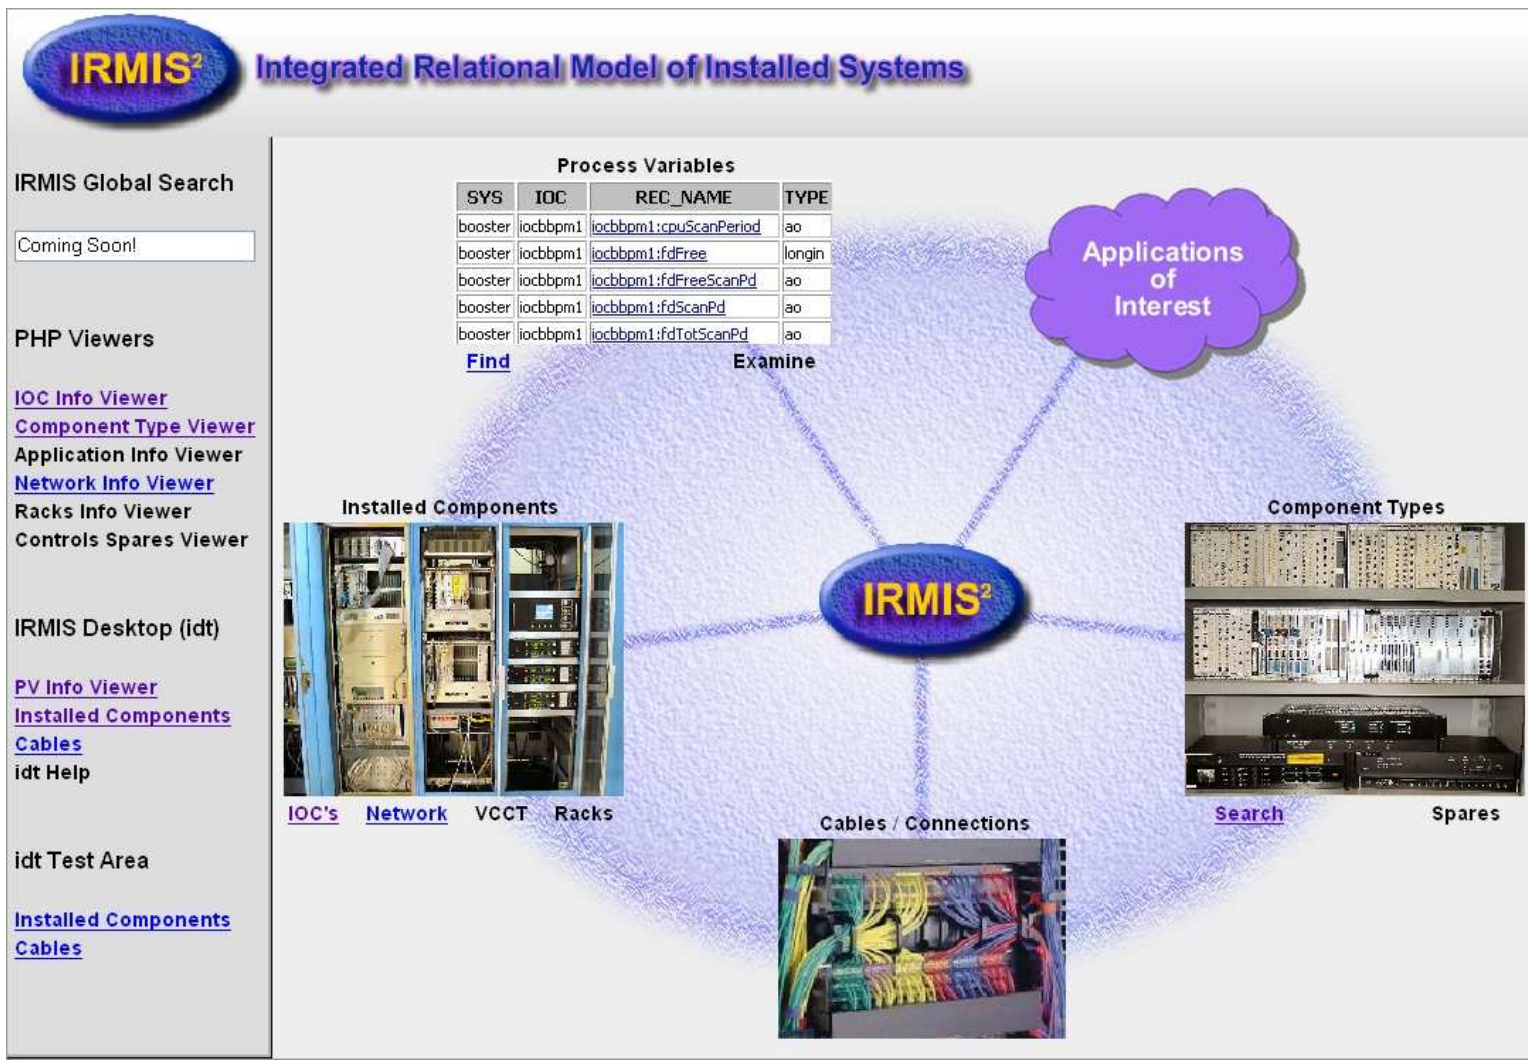 IRMIS²
Integrated Relational Model of Installed Systems
IRMIS Global Search
Coming Soon!
PHP Viewers
IOC Info Viewer
Component Type Viewer
Application Info Viewer
Network Info Viewer
Racks Info Viewer
Controls Spares Viewer
IRMIS Desktop (idt)
PV Info Viewer
Installed Components
Cables
idt Help
idt Test Area
Installed Components
Cables
Process Variables
SYS IOC REC_NAME TYPE
booster iocbbpm1 iocbbpm1:cpuScanPeriod ao
booster iocbbpm1 iocbbpm1:fdFree longin
booster iocbbpm1 iocbbpm1:fdFreeScanPd ao
booster iocbbpm1 iocbbpm1:fdScanPd ao
booster iocbbpm1 iocbbpm1:fdTotScanPd ao
Find Examine
Applications
of
Interest
Installed Components
IOC's Network VCCT Racks
IRMIS²
Component Types
Search Spares
Cables / Connections